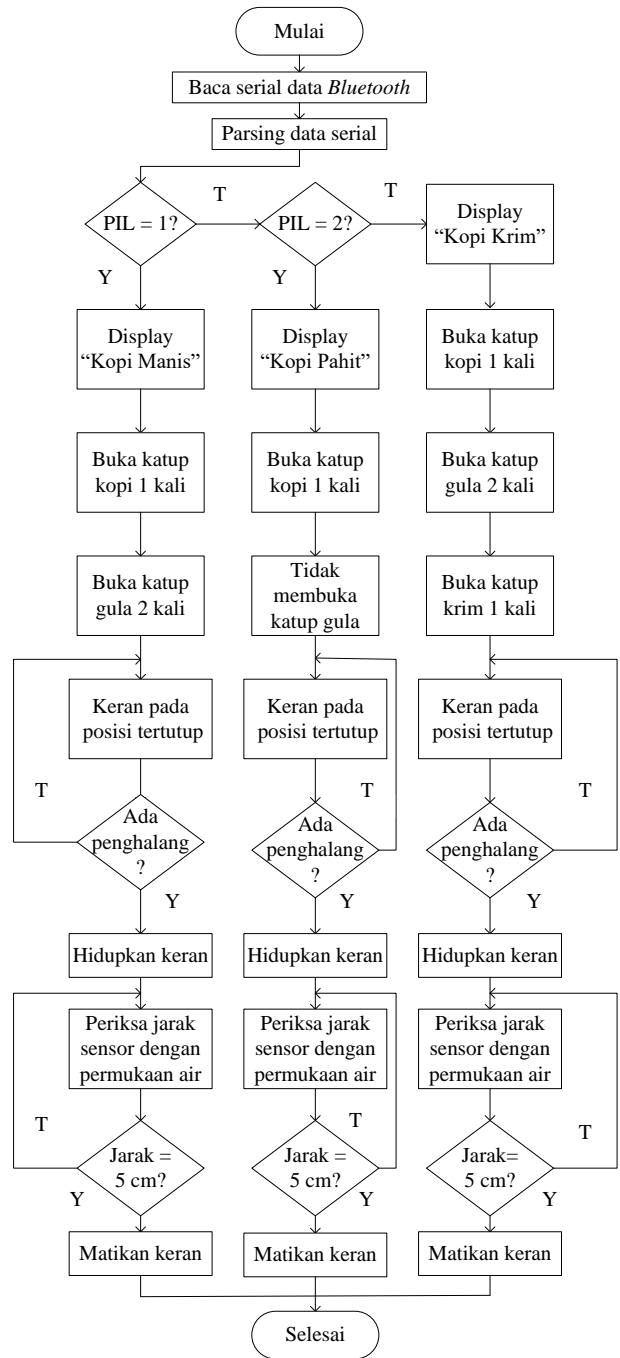 Mulai
Baca serial data Bluetooth
Parsing data serial
PIL = 1?
T
PIL = 2?
T
Display
“Kopi Krim”
Y
Y
Display
“Kopi Manis”
Display
“Kopi Pahit”
Buka katup
kopi 1 kali
Buka katup
kopi 1 kali
Buka katup
kopi 1 kali
Buka katup
gula 2 kali
Buka katup
gula 2 kali
Tidak
membuka
katup gula
Buka katup
krim 1 kali
Keran pada
posisi tertutup
Keran pada
posisi tertutup
Keran pada
posisi tertutup
T
T
T
Ada
penghalang
?
Ada
penghalang
?
Ada
penghalang
?
Y
Y
Y
Hidupkan keran
Hidupkan keran
Hidupkan keran
Periksa jarak
sensor dengan
permukaan air
Periksa jarak
sensor dengan
permukaan air
Periksa jarak
sensor dengan
permukaan air
T
T
T
Jarak =
5 cm?
Jarak =
5 cm?
Jarak=
5 cm?
Y
Y
Y
Matikan keran
Matikan keran
Matikan keran
Selesai